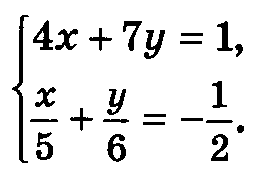 4x + 7y = 1,
x/5 + y/6 = -1/2.